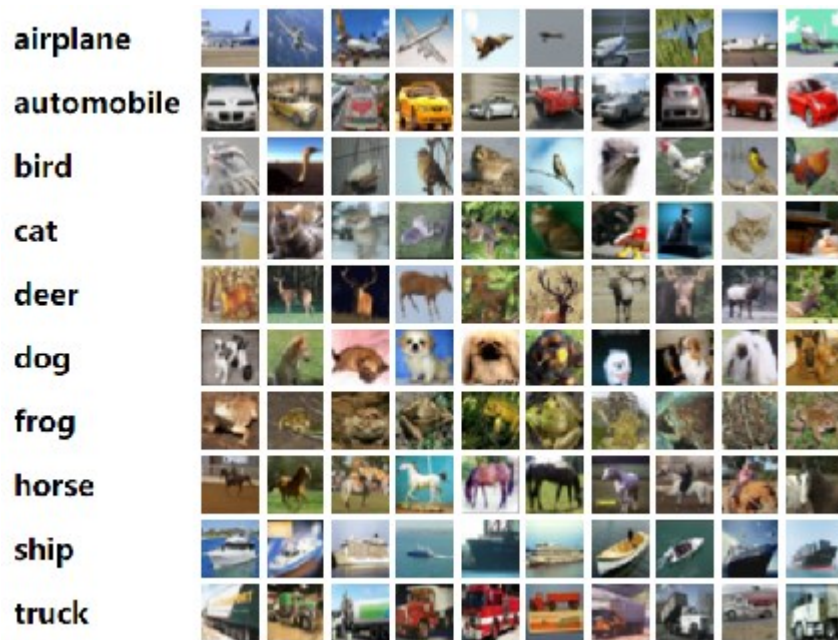 airplane
automobile
bird
cat
deer
dog
frog
horse
ship
truck